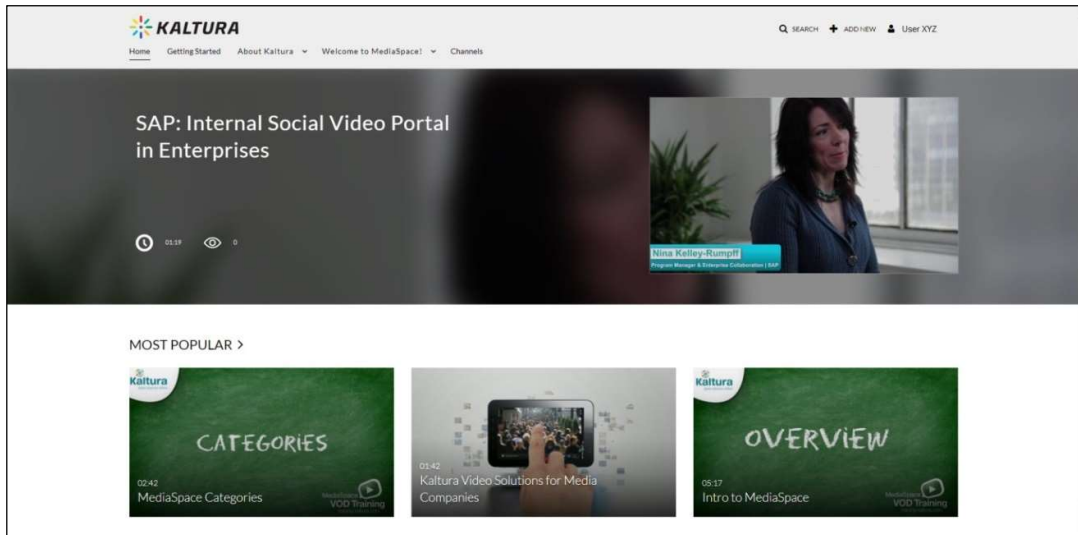 KALTURA
SEARCH ADD NEW User XYZ
Home Getting Started About Kaltura Welcome to MediaSpace! Channels
SAP: Internal Social Video Portal
in Enterprises
01:19 0
Nina Kelley-Rumpff
Program Manager & Enterprise Collaboration | SAP
MOST POPULAR >
Kaltura
CATEGORIES
02:42
MediaSpace Categories
MediaSpace
VOD Training
01:42
Kaltura Video Solutions for Media
Companies
Kaltura
OVERVIEW
05:17
Intro to MediaSpace
MediaSpace
VOD Training